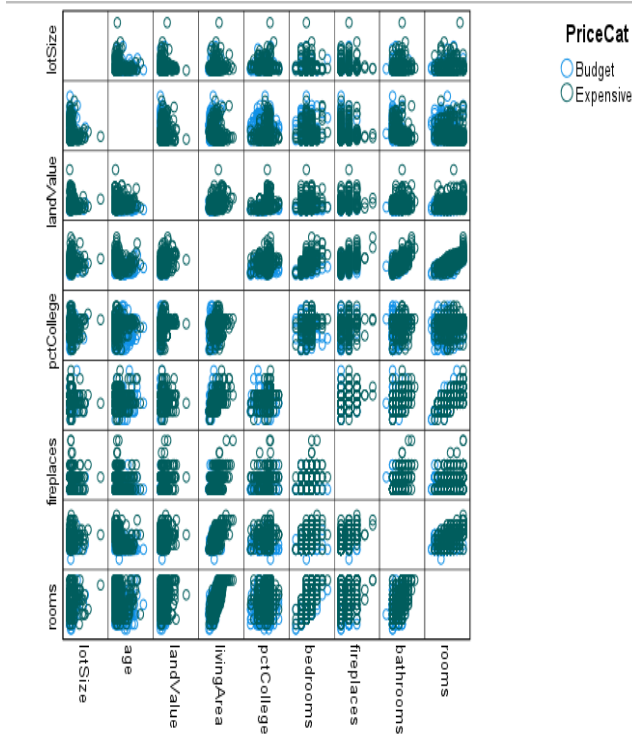 PriceCat
Budget
Expensive
lotSize
landValue
pctCollege
fireplaces
rooms
lotSize
age
landValue
livingArea
pctCollege
bedrooms
fireplaces
bathrooms
rooms